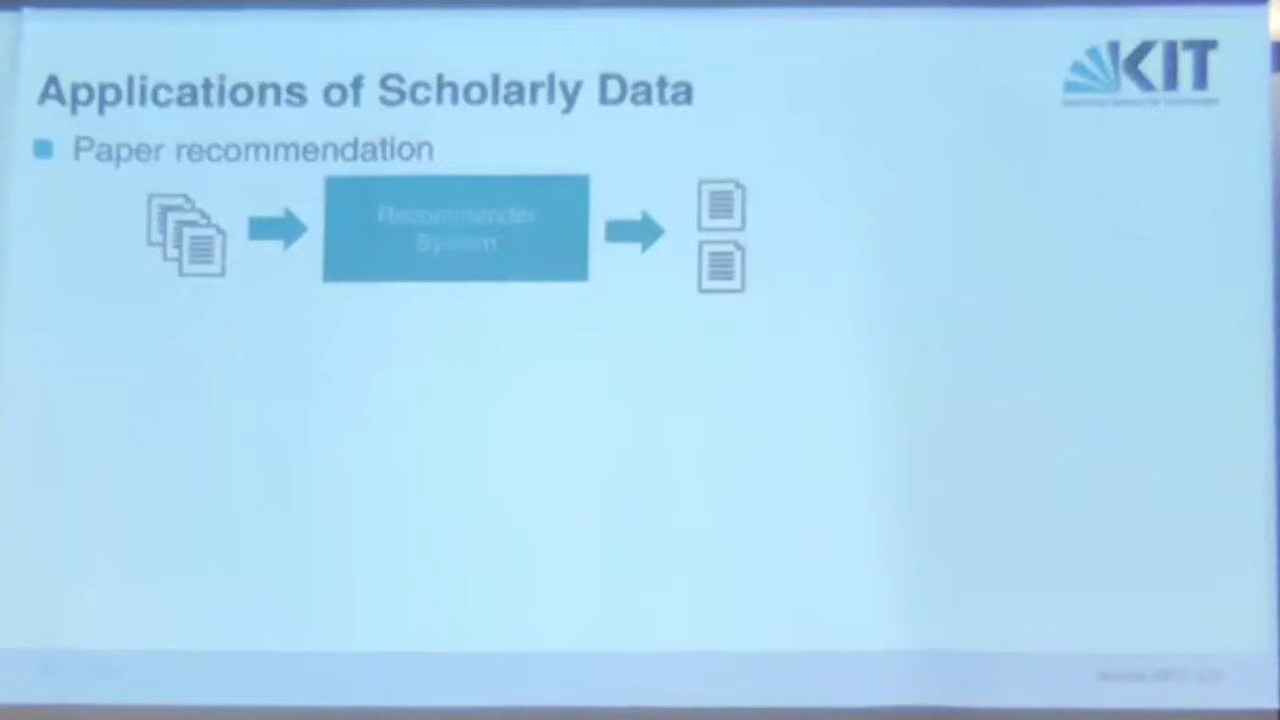 KIT
Applications of Scholarly Data
Paper recommendation
Recommender
System